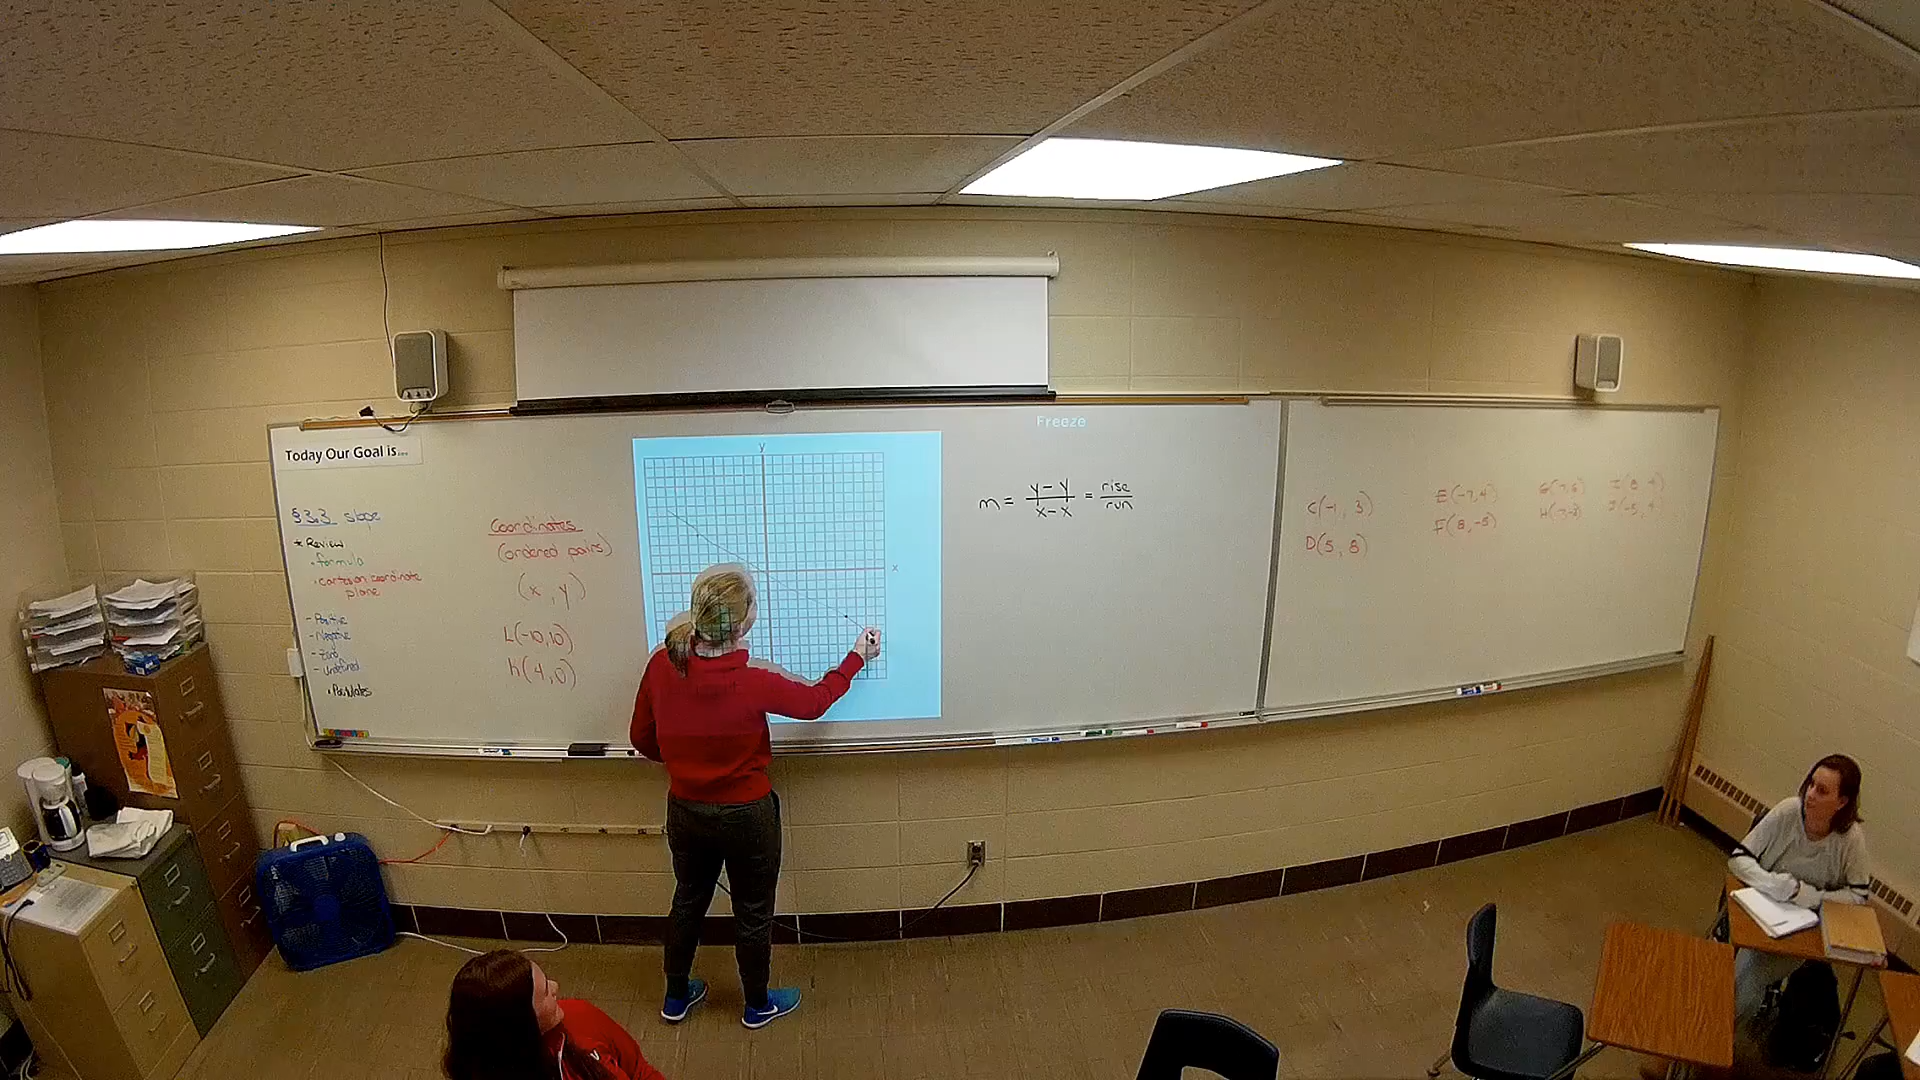 Today Our Goal is...
§ 3.3 slope
* Review
• formula
• cartesian coordinate
plane
- Positive
- Negative
- Zero
- Undefined
Coordinates
(ordered pairs)
(x, y)
L(-10,10)
K(4,0)
y
x
Freeze
m = y-y / x-x = rise / run
C(-1, 3)
D(5, 8)
E(-7,4)
F(8,-5)